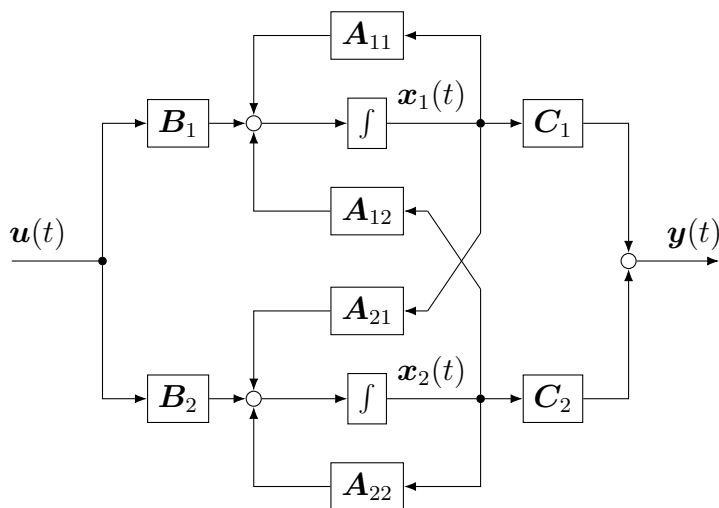 A₁₁
x₁(t)
B₁
∫
C₁
A₁₂
u(t)
y(t)
A₂₁
x₂(t)
B₂
∫
C₂
A₂₂